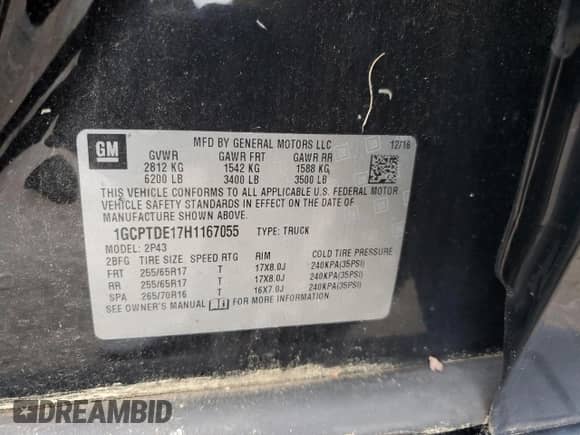 GM
MFD BY GENERAL MOTORS LLC 12/16
GVWR GAWR FRT GAWR RR
2812 KG 1542 KG 1588 KG
6200 LB 3400 LB 3500 LB
THIS VEHICLE CONFORMS TO ALL APPLICABLE U.S. FEDERAL MOTOR
VEHICLE SAFETY STANDARDS IN EFFECT ON THE DATE OF
MANUFACTURE SHOWN ABOVE.
1GCPTDE17H1167055 TYPE: TRUCK
MODEL: 2P43
2BFG TIRE SIZE SPEED RTG RIM COLD TIRE PRESSURE
FRT 255/65R17 T 17X8.0J 240KPA(35PSI)
RR 255/65R17 T 17X8.0J 240KPA(35PSI)
SPA 265/70R16 T 16X7.0J 240KPA(35PSI)
SEE OWNER'S MANUAL FOR MORE INFORMATION
DREAMBID